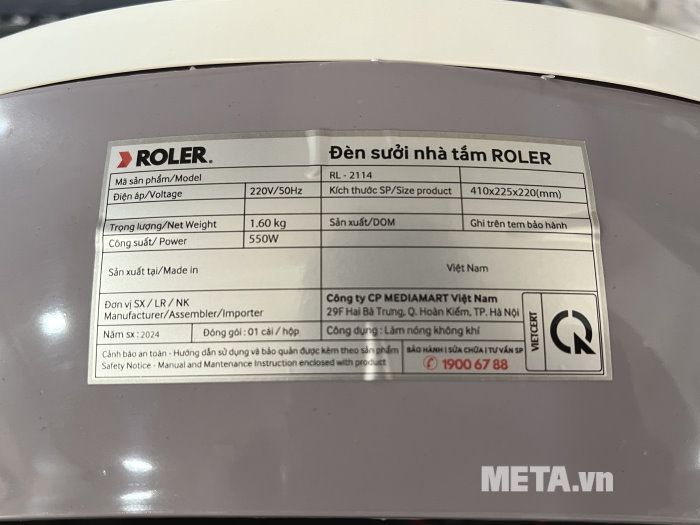 ROLER®
Đèn sưởi nhà tắm ROLER
Mã sản phẩm/Model RL - 2114
Điện áp/Voltage 220V/50Hz Kích thước SP/Size product 410x225x220(mm)
Trọng lượng/Net Weight 1.60 kg Sản xuất/DOM Ghi trên tem bảo hành
Công suất/ Power 550W
Sản xuất tại/Made in Việt Nam
Đơn vị SX / LR / NK
Manufacturer/Assembler/Importer
Công ty CP MEDIAMART Việt Nam
29F Hai Bà Trưng, Q. Hoàn Kiếm, TP. Hà Nội
Năm sx: 2024 Đóng gói: 01 cái / hộp Công dụng: Làm nóng không khí
Cảnh báo an toàn - Hướng dẫn sử dụng và bảo quản được kèm theo sản phẩm
Safety Notice - Manual and Maintenance Instruction enclosed with product
BẢO HÀNH | SỬA CHỮA | TƯ VẤN SP
1900 67 88
VIETCERT
META.vn